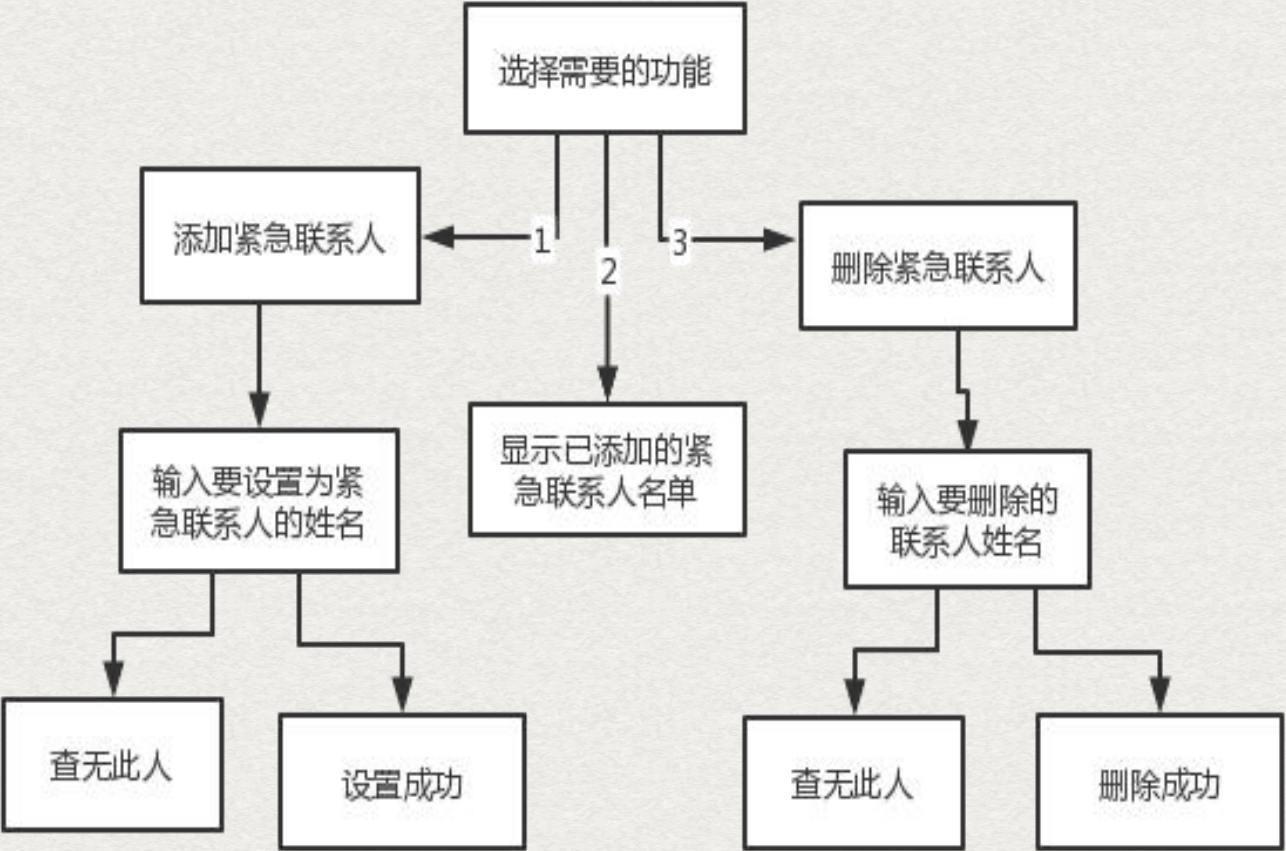 选择需要的功能
添加紧急联系人
1
2
3
删除紧急联系人
显示已添加的紧
急联系人名单
输入要设置为紧
急联系人的姓名
输入要删除的
联系人姓名
查无此人
设置成功
查无此人
删除成功